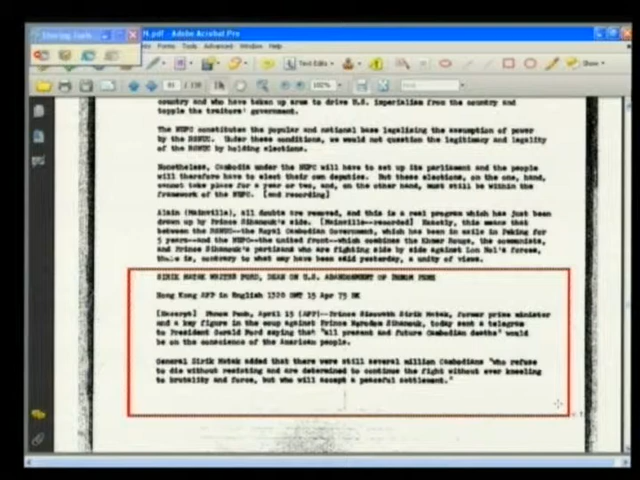 N.pdf - Adobe Acrobat Pro
Forms Tools Advanced Window Help
Text Edits
Show
100%
country and who have taken up arms to drive U.S. imperialism from the country and
topple the traitors' government.
The NUFC constitutes the popular and national base legalizing the assumption of power
by the RGNUC. Under these conditions, we would not question the legitimacy and legality
of the RGNUC by holding elections.
Nonetheless, Cambodia under the NUFC will have to set up its parliament and the people
will therefore have to elect their own deputies. But these elections, on the one, hand,
cannot take place for a year or two, and, on the other hand, must still be within the
framework of the NUFC. [end recording]
Alain (Mainville), all doubts are removed, and this is a real program which has just been
drawn up by Prince Sihanouk's side. [Mainville--recorded] Exactly, this means that
between the RGNUC--the Royal Cambodian Government, which has been in exile in Peking for
5 years--and the NUFC--the united front--which combines the Khmer Rouge, the communists,
and Prince Sihanouk's partisans who are fighting side by side against Lon Nol's forces,
there is, contrary to what may have been said yesterday, a unity of views.
SIRIK MATAK WRITES FORD, DEAN ON U.S. ABANDONMENT OF PHNOM PENH
Hong Kong AFP in English 1320 GMT 15 Apr 75 BK
[Excerpt] Phnom Penh, April 15 (AFP)--Prince Sisowath Sirik Matak, former prime minister
and a key figure in the coup against Prince Norodom Sihanouk, today sent a telegram
to President Gerald Ford saying that "all present and future Cambodian deaths" would
be on the conscience of the American people.
General Sirik Matak added that there were still several million Cambodians "who refuse
to die without resisting and are determined to continue the fight without ever kneeling
to brutality and force, but who will accept a peaceful settlement."